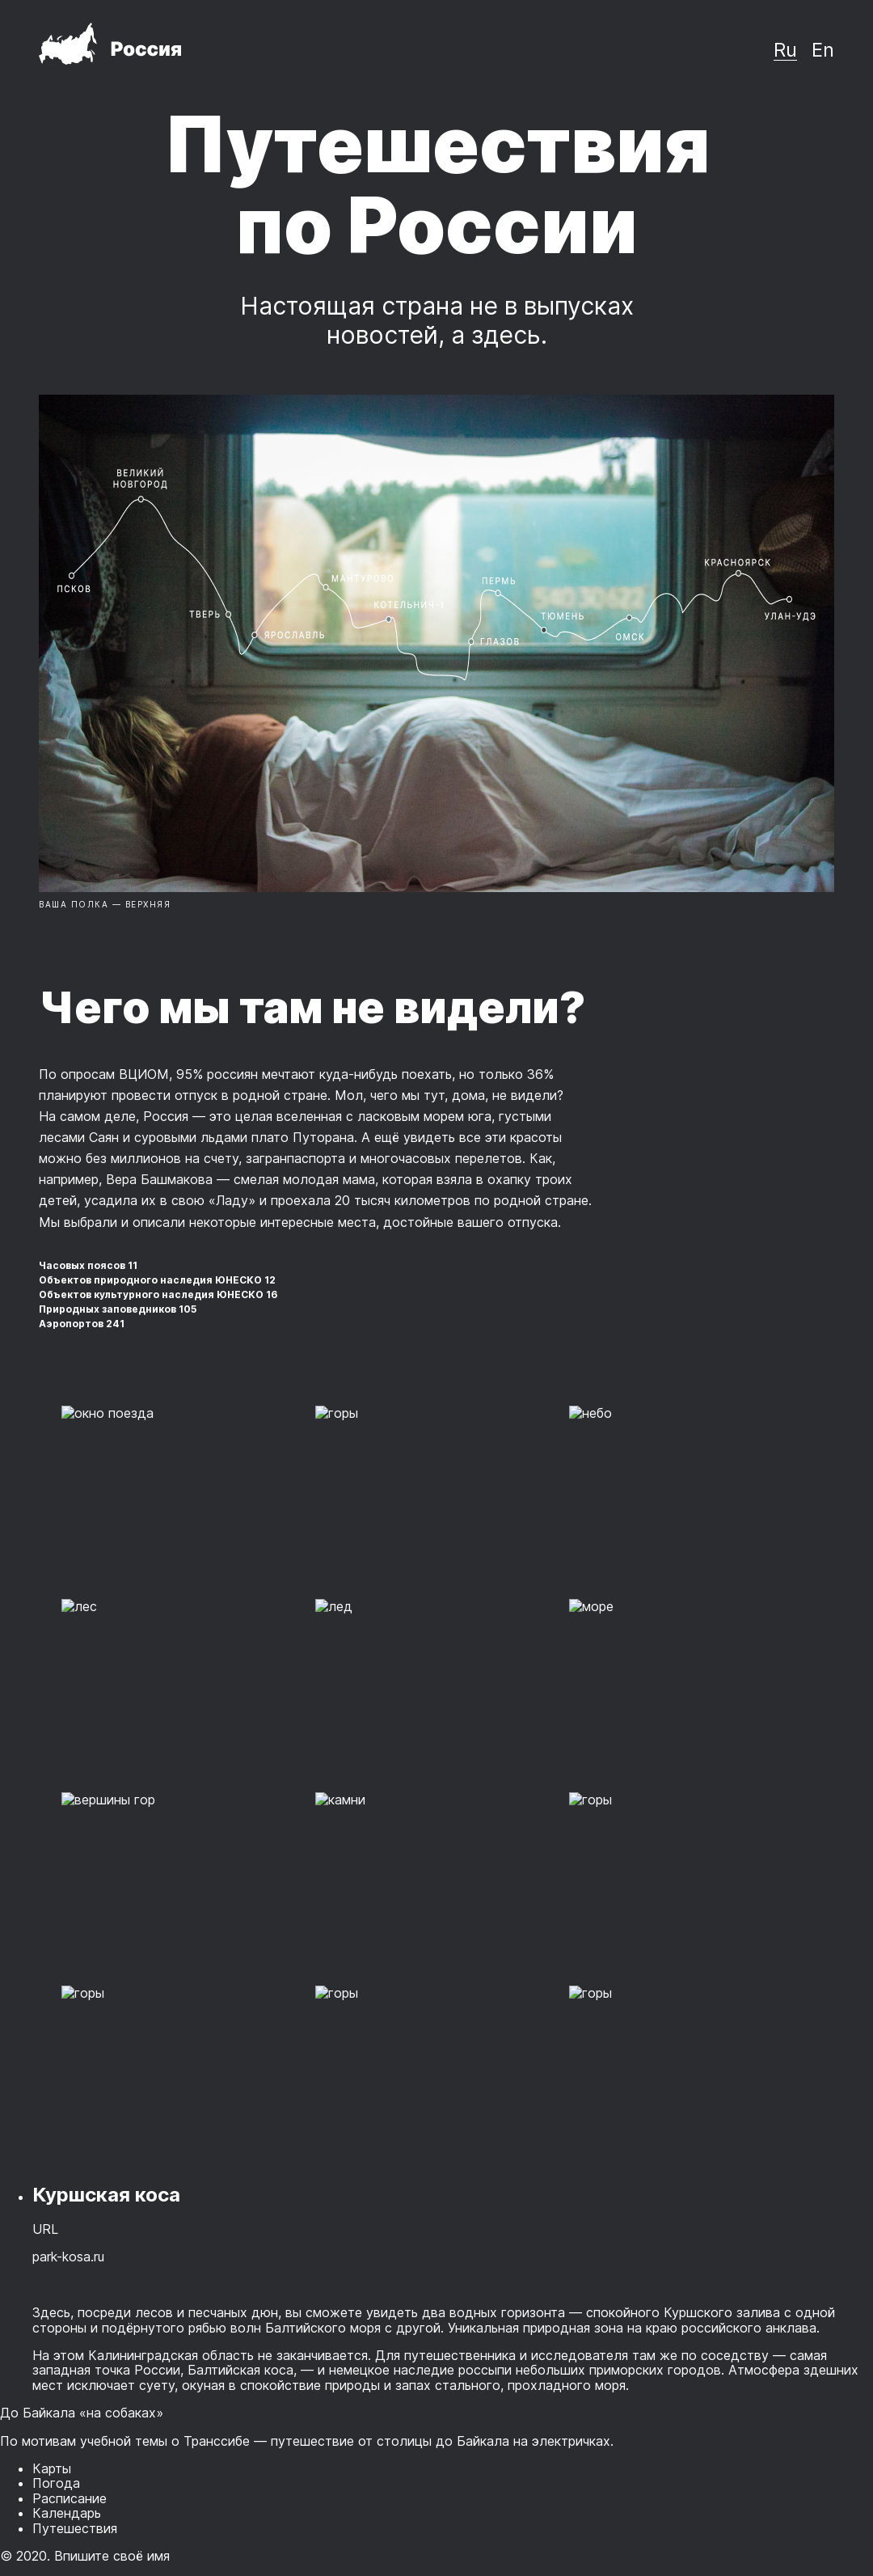 Россия
Ru En
Путешествия
по России
Настоящая страна не в выпусках
новостей, а здесь.
ВЕЛИКИЙ
НОВГОРОД
ПСКОВ
ТВЕРЬ
ЯРОСЛАВЛЬ
МАНТУРОВО
КОТЕЛЬНИЧ-1
ГЛАЗОВ
ПЕРМЬ
ТЮМЕНЬ
ОМСК
КРАСНОЯРСК
УЛАН-УДЭ
ВАША ПОЛКА — ВЕРХНЯЯ
Чего мы там не видели?
По опросам ВЦИОМ, 95% россиян мечтают куда-нибудь поехать, но только 36%
планируют провести отпуск в родной стране. Мол, чего мы тут, дома, не видели?
На самом деле, Россия — это целая вселенная с ласковым морем юга, густыми
лесами Саян и суровыми льдами плато Путорана. А ещё увидеть все эти красоты
можно без миллионов на счету, загранпаспорта и многочасовых перелетов. Как,
например, Вера Башмакова — смелая молодая мама, которая взяла в охапку троих
детей, усадила их в свою «Ладу» и проехала 20 тысяч километров по родной стране.
Мы выбрали и описали некоторые интересные места, достойные вашего отпуска.
Часовых поясов 11
Объектов природного наследия ЮНЕСКО 12
Объектов культурного наследия ЮНЕСКО 16
Природных заповедников 105
Аэропортов 241
окно поезда горы небо
лес лед море
вершины гор камни горы
горы горы горы
Куршская коса
URL
park-kosa.ru
Здесь, посреди лесов и песчаных дюн, вы сможете увидеть два водных горизонта — спокойного Куршского залива с одной
стороны и подёрнутого рябью волн Балтийского моря с другой. Уникальная природная зона на краю российского анклава.
На этом Калининградская область не заканчивается. Для путешественника и исследователя там же по соседству — самая
западная точка России, Балтийская коса, — и немецкое наследие россыпи небольших приморских городов. Атмосфера здешних
мест исключает суету, окуная в спокойствие природы и запах стального, прохладного моря.
До Байкала «на собаках»
По мотивам учебной темы о Транссибе — путешествие от столицы до Байкала на электричках.
Карты
Погода
Расписание
Календарь
Путешествия
© 2020. Впишите своё имя